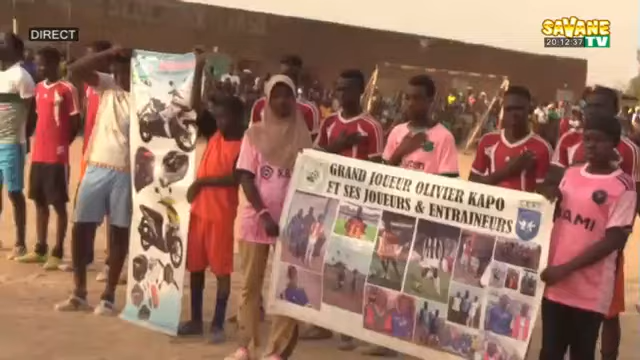 DIRECT
SAVANE
20:12:37 TV
GRAND JOUEUR OLIVIER KAPO
ET SES JOUEURS & ENTRAINEURS
AMI